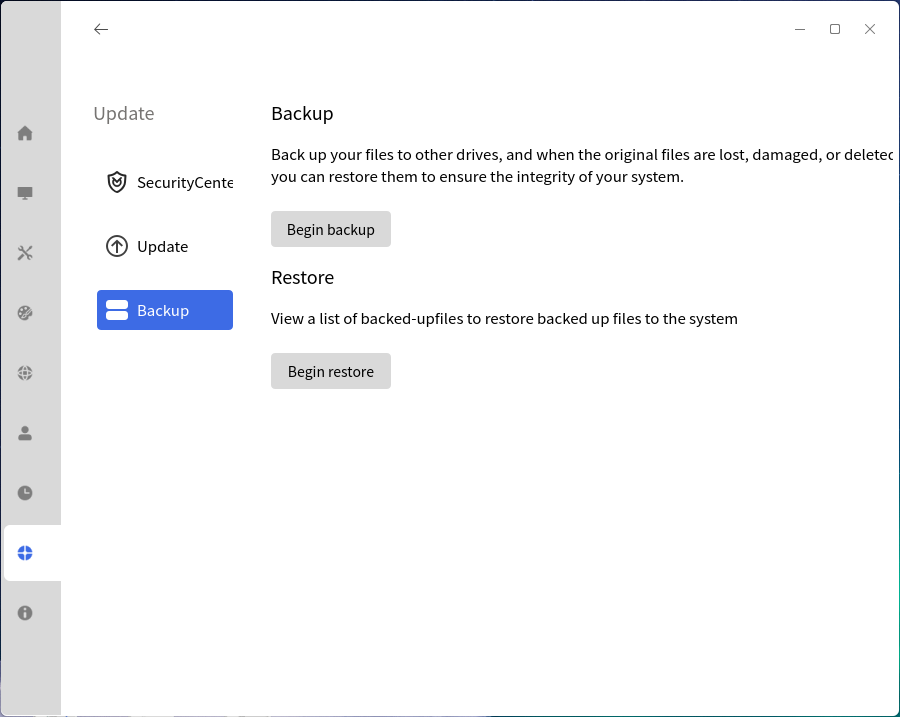 Update
SecurityCente
Update
Backup
Backup
Back up your files to other drives, and when the original files are lost, damaged, or deleted
you can restore them to ensure the integrity of your system.
Begin backup
Restore
View a list of backed-upfiles to restore backed up files to the system
Begin restore